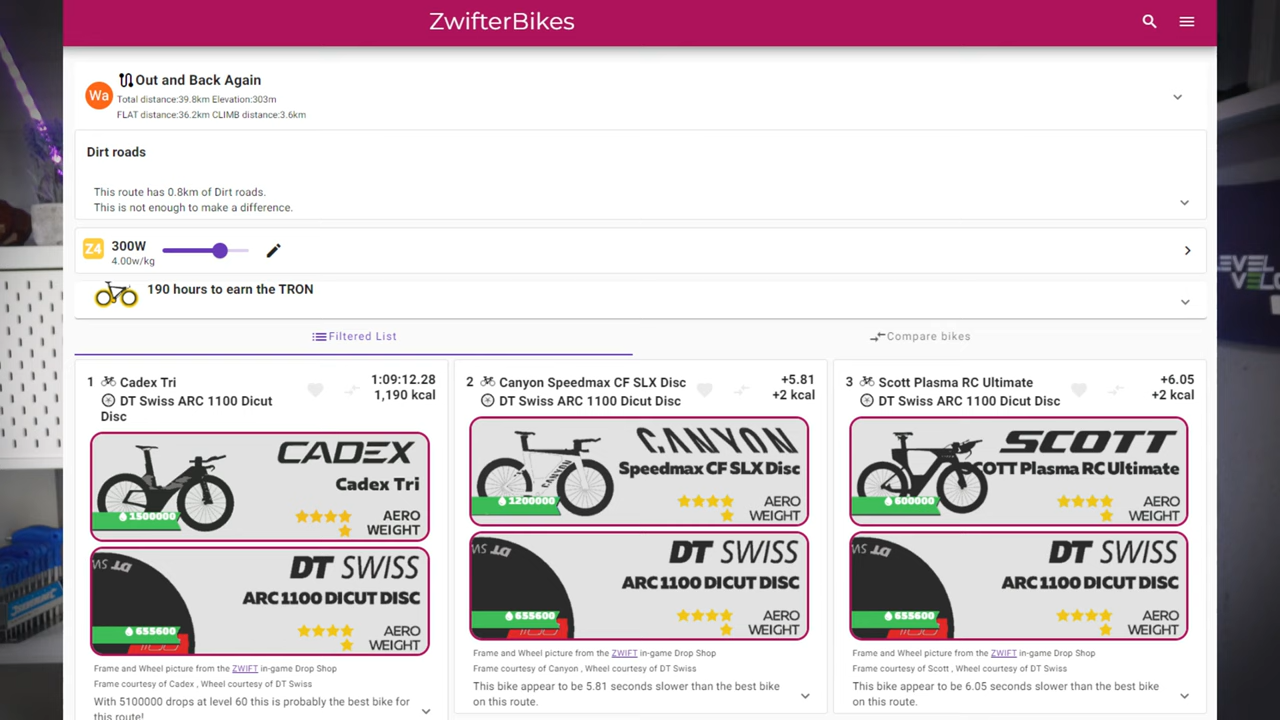 ZwifterBikes
Wa
Out and Back Again
Total distance:39.8km Elevation:303m
FLAT distance:36.2km CLIMB distance:3.6km
Dirt roads
This route has 0.8km of Dirt roads.
This is not enough to make a difference.
Z4
300W
4.00w/kg
190 hours to earn the TRON
LEVEL
VELO
Filtered List
Compare bikes
1 Cadex Tri
DT Swiss ARC 1100 Dicut
Disc
1:09:12.28
1,190 kcal
CADEX
Cadex Tri
1500000
AERO
WEIGHT
DT SWISS
ARC 1100 DICUT DISC
655600
AERO
WEIGHT
Frame and Wheel picture from the ZWIFT in-game Drop Shop
Frame courtesy of Cadex , Wheel courtesy of DT Swiss
With 5100000 drops at level 60 this is probably the best bike for
this route!
2 Canyon Speedmax CF SLX Disc
DT Swiss ARC 1100 Dicut Disc
+5.81
+2 kcal
CANYON
Speedmax CF SLX Disc
CANYON
1200000
AERO
WEIGHT
DT SWISS
ARC 1100 DICUT DISC
655600
AERO
WEIGHT
Frame and Wheel picture from the ZWIFT in-game Drop Shop
Frame courtesy of Canyon , Wheel courtesy of DT Swiss
This bike appear to be 5.81 seconds slower than the best bike
on this route.
3 Scott Plasma RC Ultimate
DT Swiss ARC 1100 Dicut Disc
+6.05
+2 kcal
SCOTT
SCOTT Plasma RC Ultimate
600000
AERO
WEIGHT
DT SWISS
ARC 1100 DICUT DISC
655600
AERO
WEIGHT
Frame and Wheel picture from the ZWIFT in-game Drop Shop
Frame courtesy of Scott , Wheel courtesy of DT Swiss
This bike appear to be 6.05 seconds slower than the best bike
on this route.